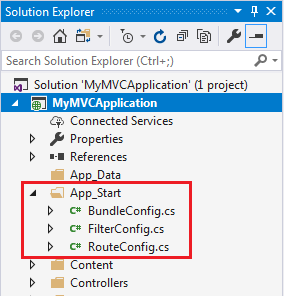 Solution Explorer
Search Solution Explorer (Ctrl+;)
Solution 'MyMVCApplication' (1 project)
MyMVCApplication
Connected Services
Properties
References
App_Data
App_Start
C# BundleConfig.cs
C# FilterConfig.cs
C# RouteConfig.cs
Content
Controllers